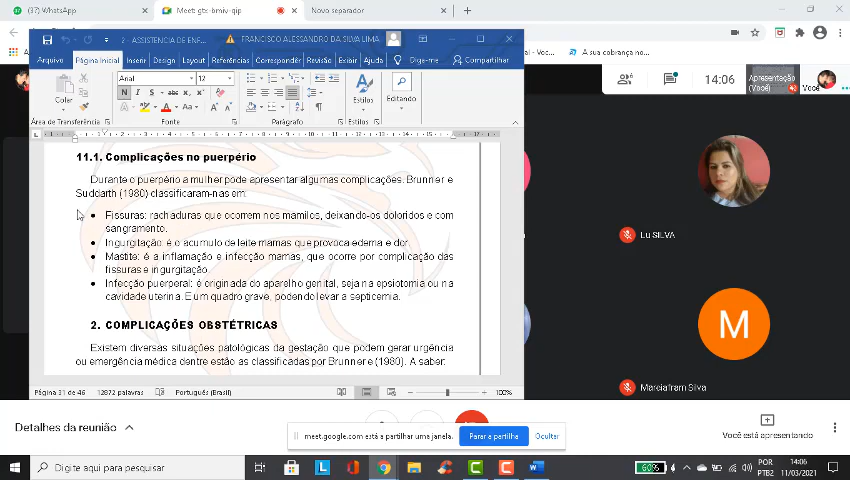 (37) WhatsApp
Meet: gtx-bmiv-qip
Novo separador
2 - ASSISTENCIA DE ENF...
FRANCISCO ALESSANDRO DA SILVA LIMA
Arquivo Página Inicial Inserir Design Layout Referências Correspondên Revisão Exibir Ajuda Diga-me Compartilhar
A sua cobrança no...
Colar
Arial
12
Estilos
Editando
Área de Transferên...
Fonte
Parágrafo
Estilos
14:06
Apresentação
(Você)
Você
11.1. Complicações no puerpério
Durante o puerpério a mulher pode apresentar algumas complicações. Brunner e
Suddarth (1980) classificaram-nas em:
• Fissuras: rachaduras que ocorrem nos mamilos, deixando-os doloridos e com
sangramento.
• Ingurgitação: é o acumulo de leite mamas que provoca edema e dor.
• Mastite: é a inflamação e infecção mamas, que ocorre por complicação das
fissuras e ingurgitação.
• Infecção puerperal: é originada do aparelho genital, seja na epsiotomia ou na
cavidade uterina. E um quadro grave, podendo levar a septicemia.
2. COMPLICAÇÕES OBSTÉTRICAS
Existem diversas situações patológicas da gestação que podem gerar urgência
ou emergência médica dentre estão as classificadas por Brunner e (1980). A saber:
Página 31 de 46 12872 palavras Português (Brasil) 100%
Lu SILVA
M
Marciafram Silva
Detalhes da reunião
meet.google.com está a partilhar uma janela.
Parar a partilha
Ocultar
Você está apresentando
Digite aqui para pesquisar
60%
POR
PTB2
14:06
11/03/2021